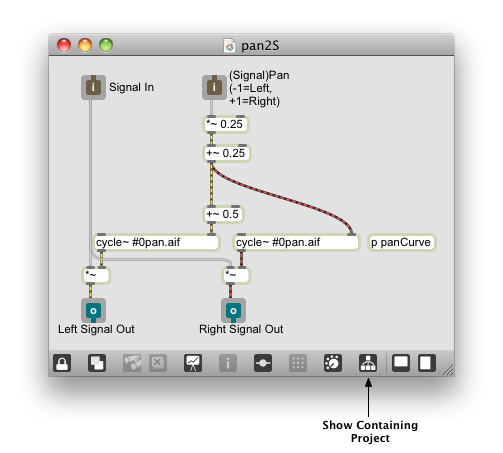 pan2S
Signal In
(Signal)Pan
(-1=Left,
+1=Right)
*~ 0.25
+~ 0.25
+~ 0.5
cycle~ #0pan.aif
cycle~ #0pan.aif
p panCurve
*~
*~
Left Signal Out
Right Signal Out
Show Containing
Project